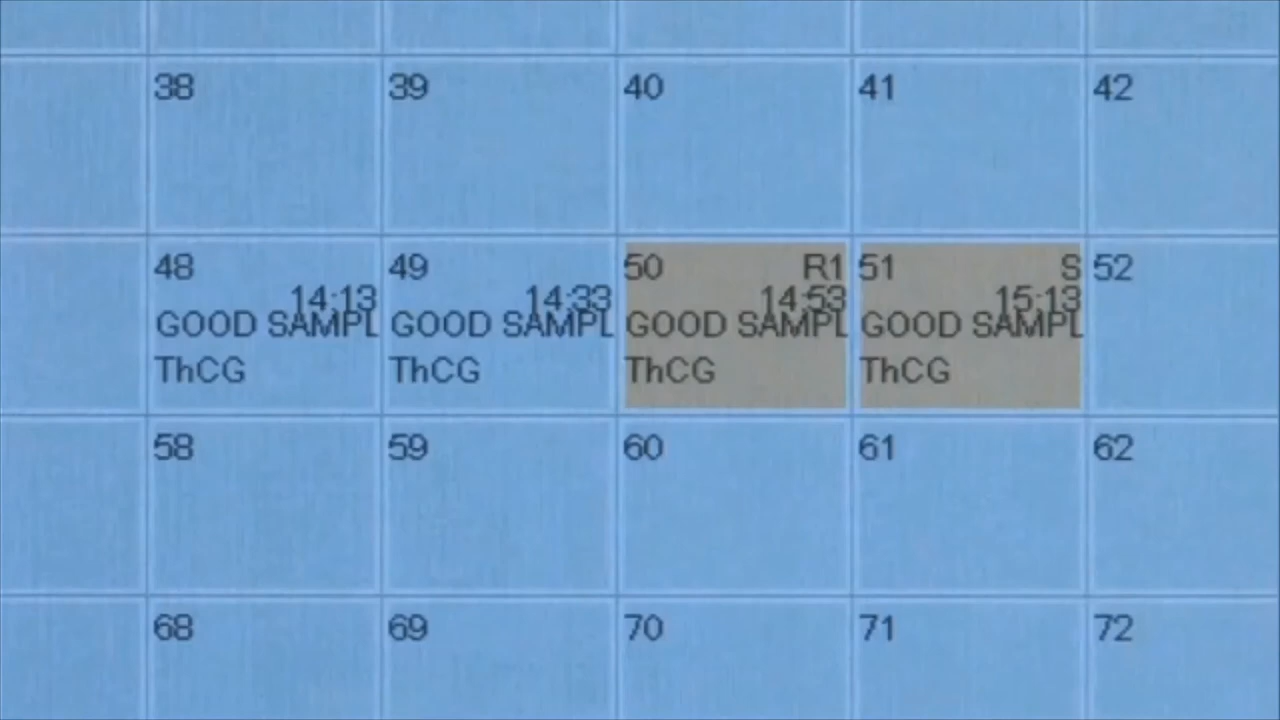 38 39 40 41 42
48 49 50 R1 51 S 52
14:13 14:33 14:53 15:13
GOOD SAMPL GOOD SAMPL GOOD SAMPL GOOD SAMPL
ThCG ThCG ThCG ThCG
58 59 60 61 62
68 69 70 71 72